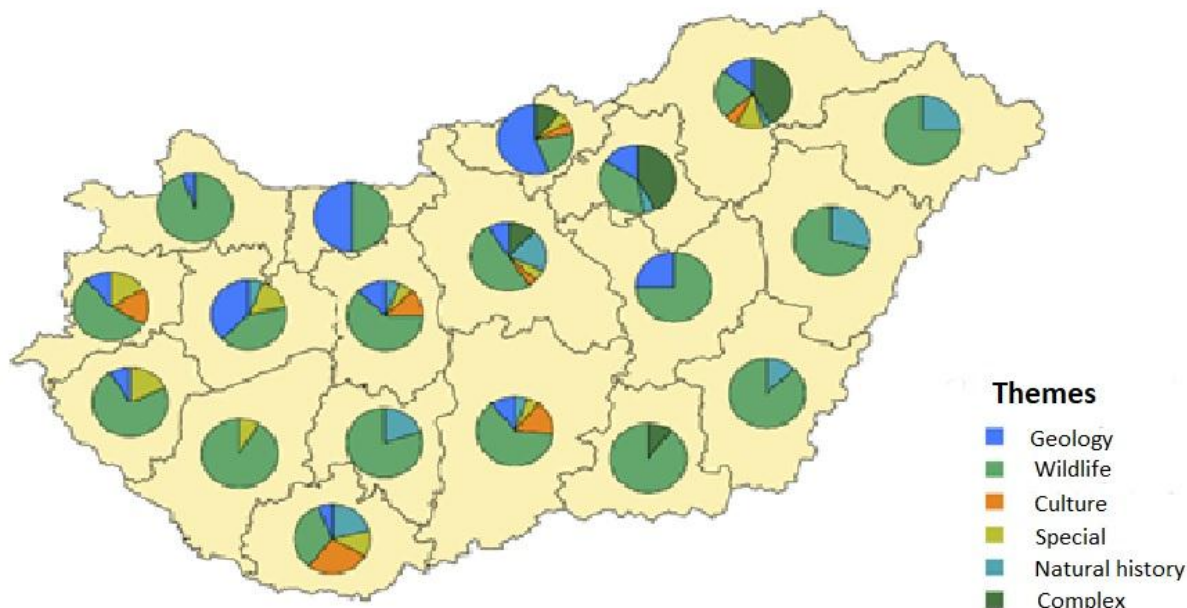 Themes
Geology
Wildlife
Culture
Special
Natural history
Complex